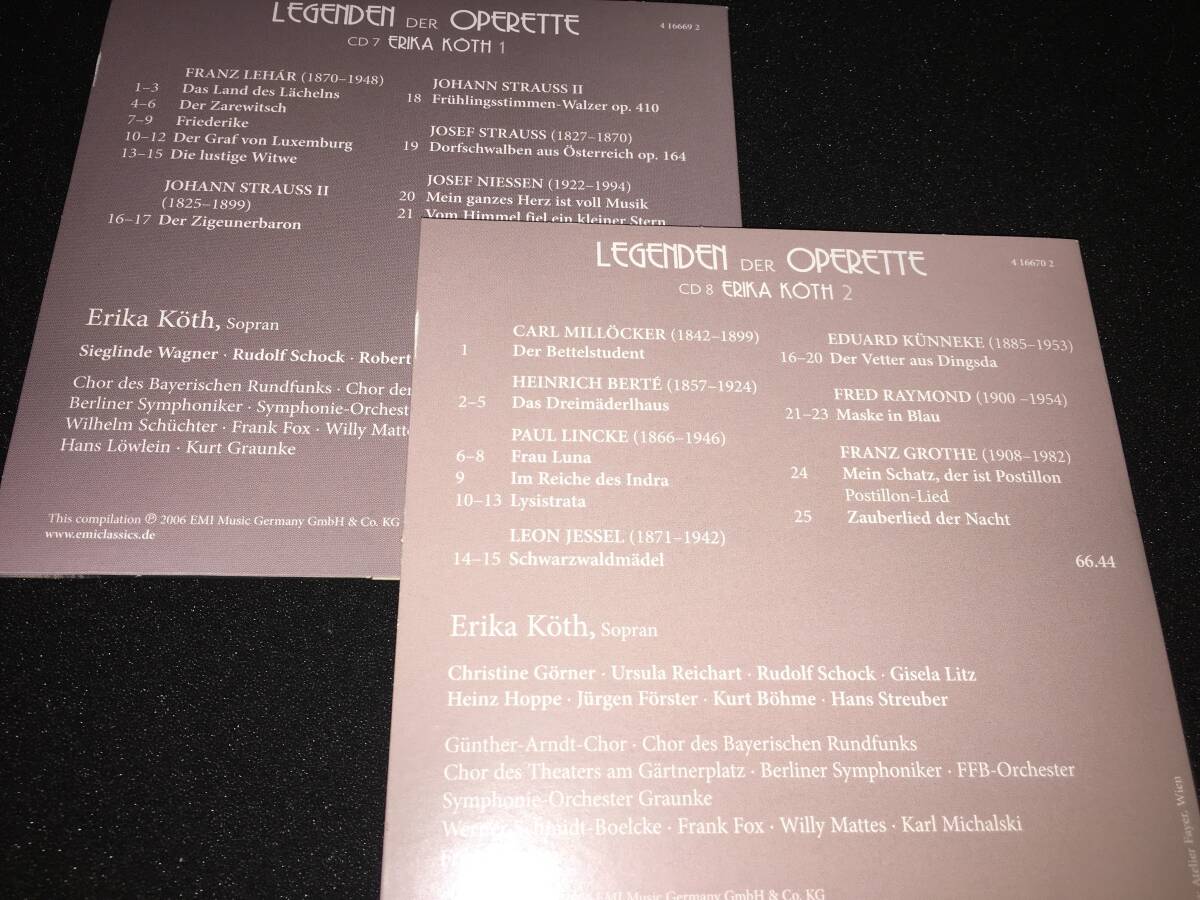 LEGENDEN DER OPERETTE
4 16669 2
CD 7 ERIKA KÖTH 1
FRANZ LEHÁR (1870–1948)
1–3 Das Land des Lächelns
4–6 Der Zarewitsch
7–9 Friederike
10–12 Der Graf von Luxemburg
13–15 Die lustige Witwe
JOHANN STRAUSS II
(1825–1899)
16–17 Der Zigeunerbaron
JOHANN STRAUSS II
18 Frühlingsstimmen-Walzer op. 410
JOSEF STRAUSS (1827–1870)
19 Dorfschwalben aus Österreich op. 164
JOSEF NIESSEN (1922–1994)
20 Mein ganzes Herz ist voll Musik
21 Vom Himmel fiel ein kleiner Stern
Erika Köth, Sopran
Sieglinde Wagner · Rudolf Schock · Robert
Chor des Bayerischen Rundfunks · Chor der
Berliner Symphoniker · Symphonie-Orchest
Wilhelm Schüchter · Frank Fox · Willy Matte
Hans Löwlein · Kurt Graunke
This compilation ℗ 2006 EMI Music Germany GmbH & Co. KG
www.emiclassics.de
LEGENDEN DER OPERETTE
4 16670 2
CD 8 ERIKA KÖTH 2
CARL MILLÖCKER (1842–1899)
1 Der Bettelstudent
HEINRICH BERTÉ (1857–1924)
2–5 Das Dreimäderlhaus
PAUL LINCKE (1866–1946)
6–8 Frau Luna
9 Im Reiche des Indra
10–13 Lysistrata
LEON JESSEL (1871–1942)
14–15 Schwarzwaldmädel
EDUARD KÜNNEKE (1885–1953)
16–20 Der Vetter aus Dingsda
FRED RAYMOND (1900 –1954)
21–23 Maske in Blau
FRANZ GROTHE (1908–1982)
24 Mein Schatz, der ist Postillon
Postillon-Lied
25 Zauberlied der Nacht
66.44
Erika Köth, Sopran
Christine Görner · Ursula Reichart · Rudolf Schock · Gisela Litz
Heinz Hoppe · Jürgen Förster · Kurt Böhme · Hans Streuber
Günther-Arndt-Chor · Chor des Bayerischen Rundfunks
Chor des Theaters am Gärtnerplatz · Berliner Symphoniker · FFB-Orchester
Symphonie-Orchester Graunke
Werner Schmidt-Boelcke · Frank Fox · Willy Mattes · Karl Michalski
EMI Music Germany GmbH & Co. KG
Atelier Fayer, Wien